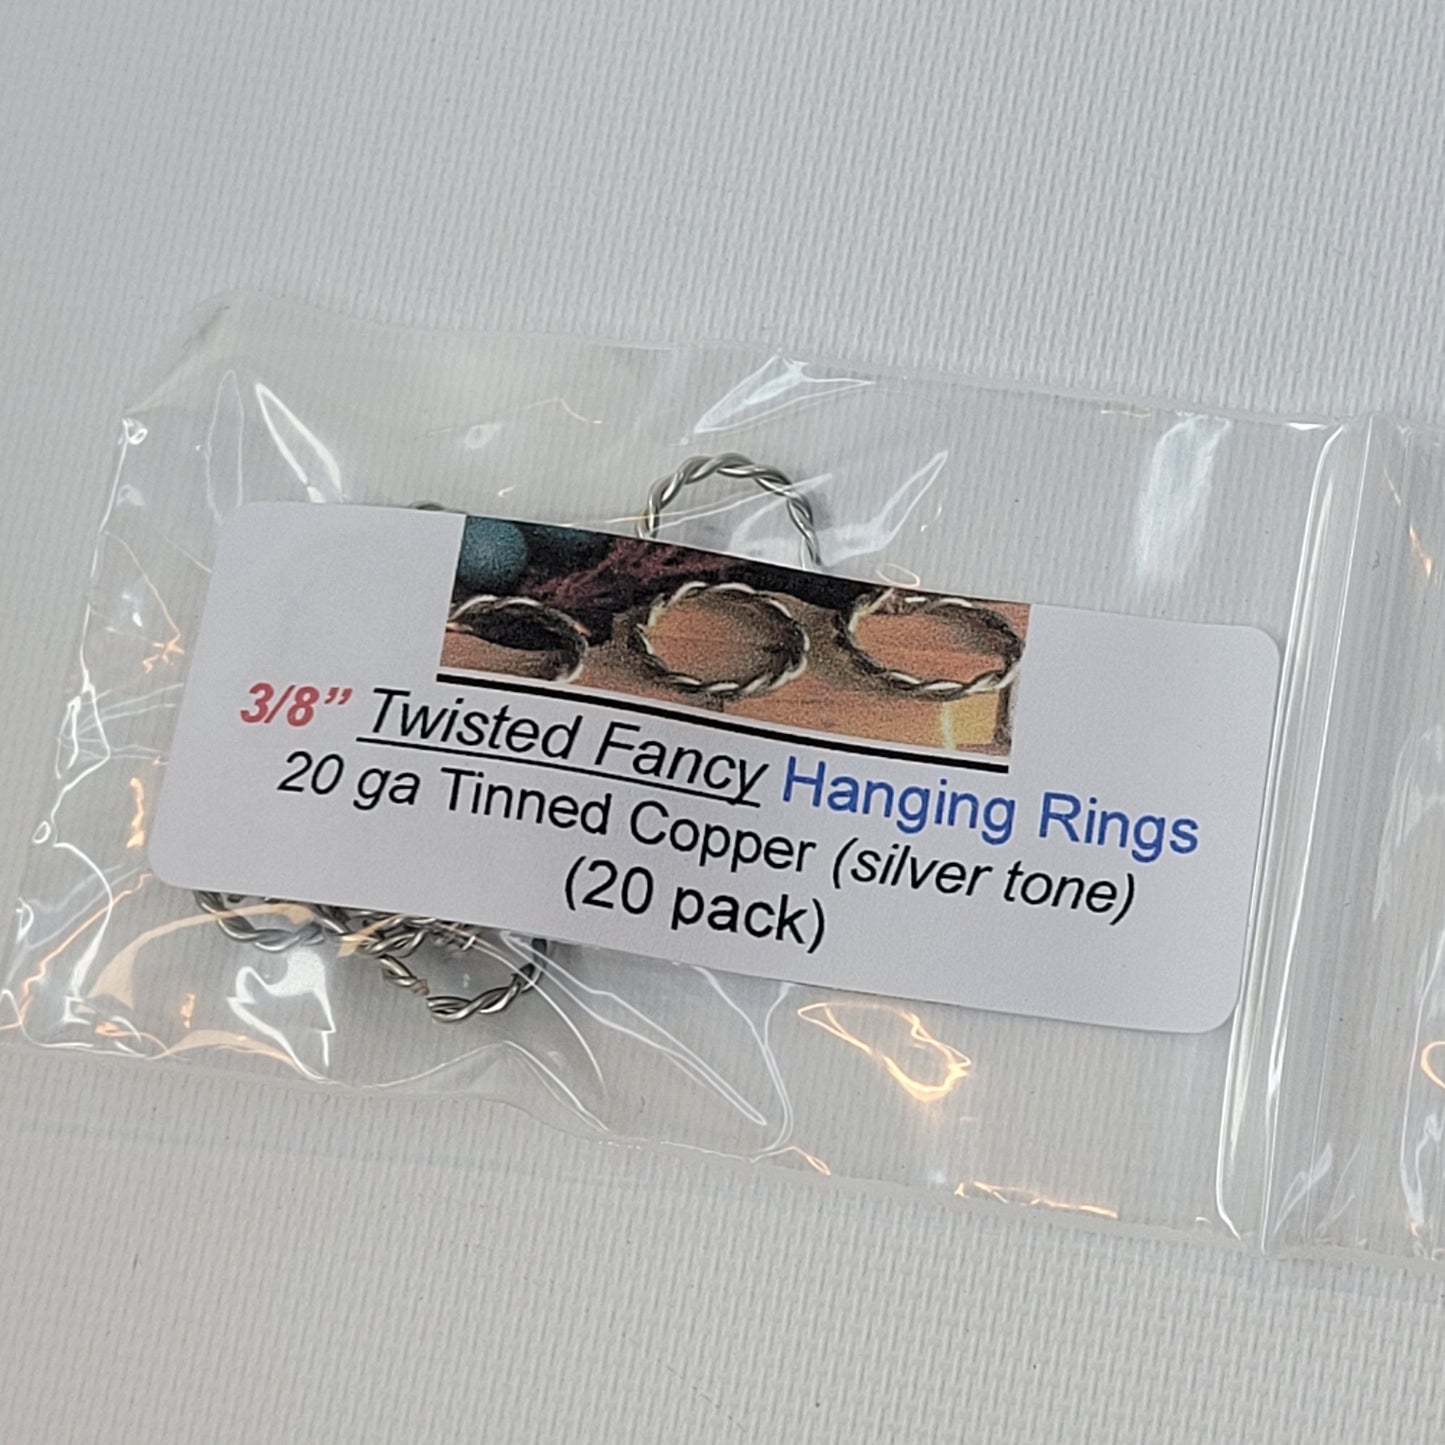 3/8” Twisted Fancy Hanging Rings
20 ga Tinned Copper (silver tone)
(20 pack)